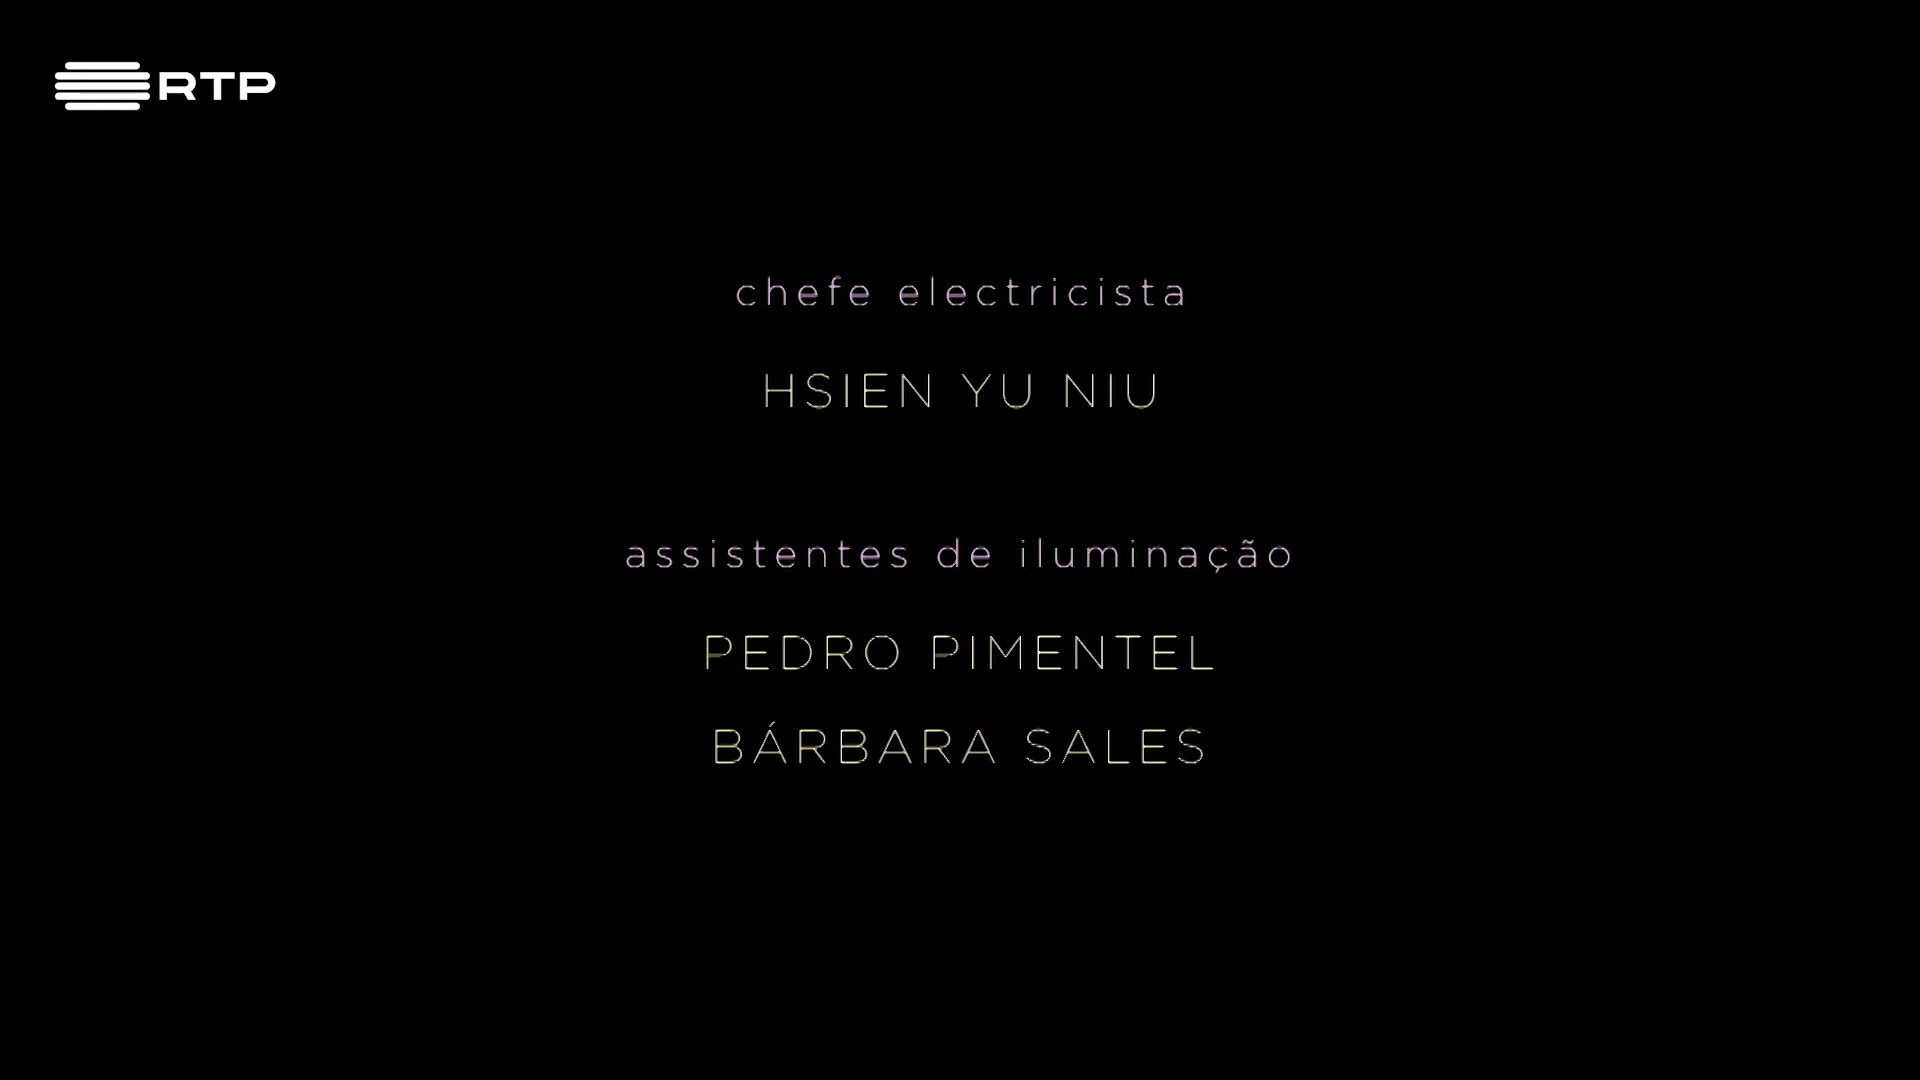 RTP
chefe electricista
HSIEN YU NIU
assistentes de iluminação
PEDRO PIMENTEL
BÁRBARA SALES